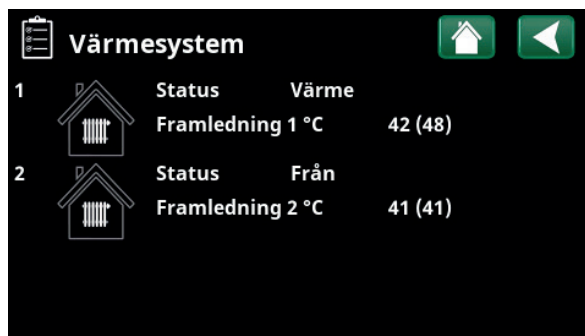 Värmesystem
1 Status Värme
Framledning 1 °C 42 (48)
2 Status Från
Framledning 2 °C 41 (41)